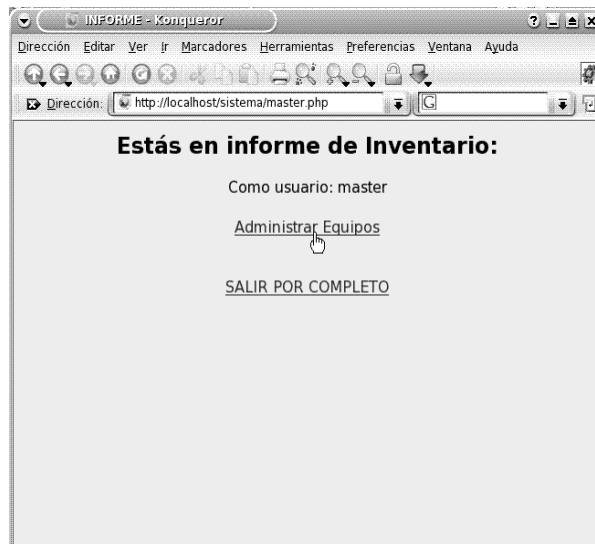 INFORME - Konqueror
Dirección Editar Ver Ir Marcadores Herramientas Preferencias Ventana Ayuda
Dirección: http://localhost/sistema/master.php G
Estás en informe de Inventario:
Como usuario: master
Administrar Equipos
SALIR POR COMPLETO